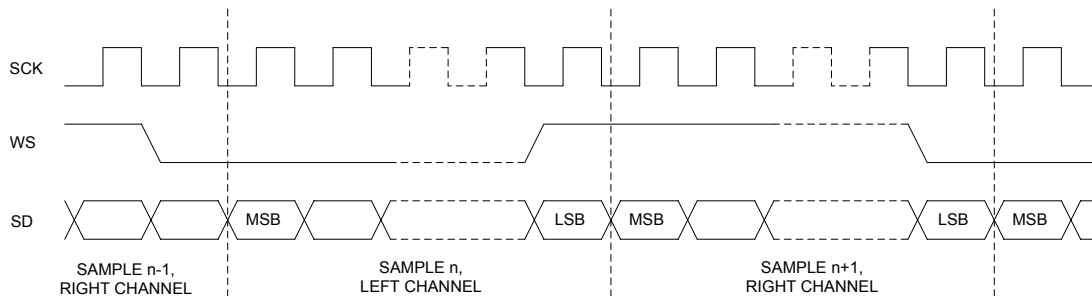 SCK
WS
SD
MSB
LSB
MSB
LSB
MSB
SAMPLE n-1,
RIGHT CHANNEL
SAMPLE n,
LEFT CHANNEL
SAMPLE n+1,
RIGHT CHANNEL